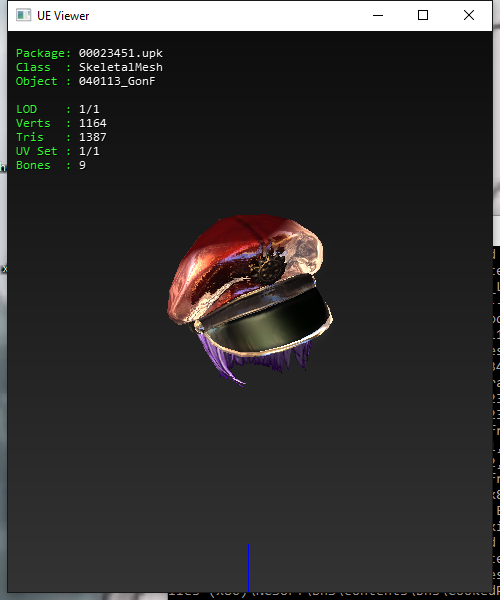 UE Viewer
Package: 00023451.upk
Class : SkeletalMesh
Object : 040113_GonF
LOD : 1/1
Verts : 1164
Tris : 1387
UV Set : 1/1
Bones : 9